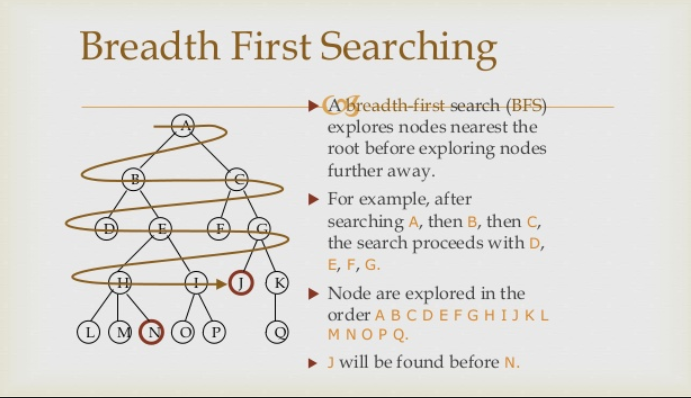 Breadth First Searching
A breadth-first search (BFS)
explores nodes nearest the
root before exploring nodes
further away.
For example, after
searching A, then B, then C,
the search proceeds with D,
E, F, G.
Node are explored in the
order A B C D E F G H I J K L
M N O P Q.
J will be found before N.
A
B C
D E F G
H I J K
L M N O P Q